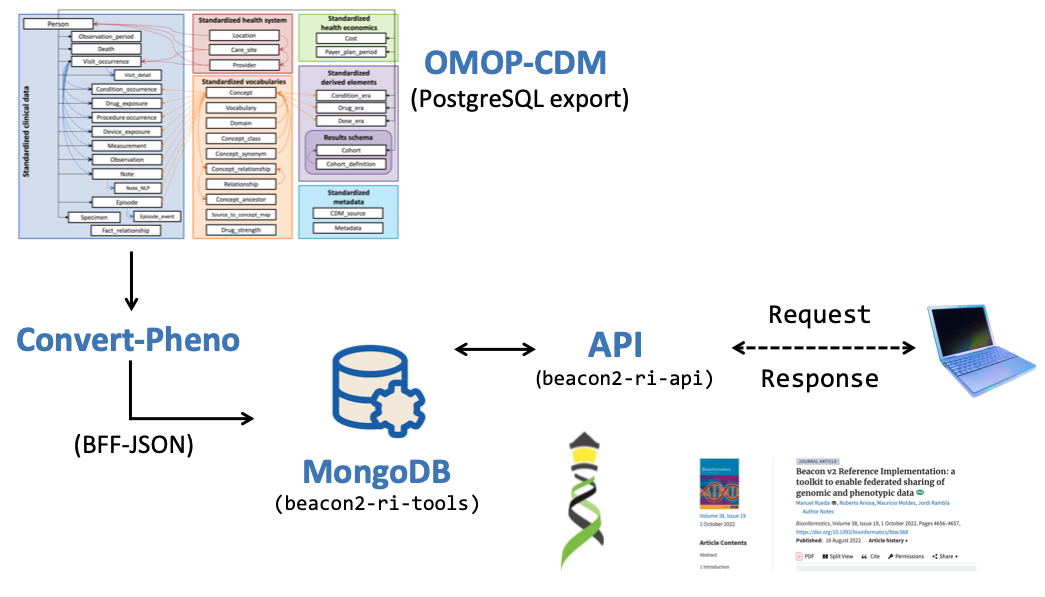 Standardized clinical data
Person
Observation_period
Death
Visit_occurrence
Visit_detail
Condition_occurrence
Drug_exposure
Procedure occurrence
Device_exposure
Measurement
Observation
Note
Note_NLP
Episode
Specimen
Episode_event
Fact_relationship
Standardized health system
Location
Care_site
Provider
Standardized vocabularies
Concept
Vocabulary
Domain
Concept_class
Concept_synonym
Concept_relationship
Relationship
Concept_ancestor
Source_to_concept_map
Drug_strength
Standardized
health economics
Cost
Payer_plan_period
Standardized
derived elements
Condition_era
Drug_era
Dose_era
Results schema
Cohort
Cohort_definition
Standardized
metadata
CDM_source
Metadata
OMOP-CDM
(PostgreSQL export)
Convert-Pheno
(BFF-JSON)
MongoDB
(beacon2-ri-tools)
API
(beacon2-ri-api)
Request
Response
Bioinformatics
Volume 38, Issue 19
1 October 2022
Article Contents
Abstract
1 Introduction
JOURNAL ARTICLE
Beacon v2 Reference Implementation: a
toolkit to enable federated sharing of
genomic and phenotypic data
Manuel Rueda, Roberto Ariosa, Mauricio Moldes, Jordi Rambla
Author Notes
Bioinformatics, Volume 38, Issue 19, 1 October 2022, Pages 4656–4657,
https://doi.org/10.1093/bioinformatics/btac568
Published: 18 August 2022 Article history
PDF Split View Cite Permissions Share